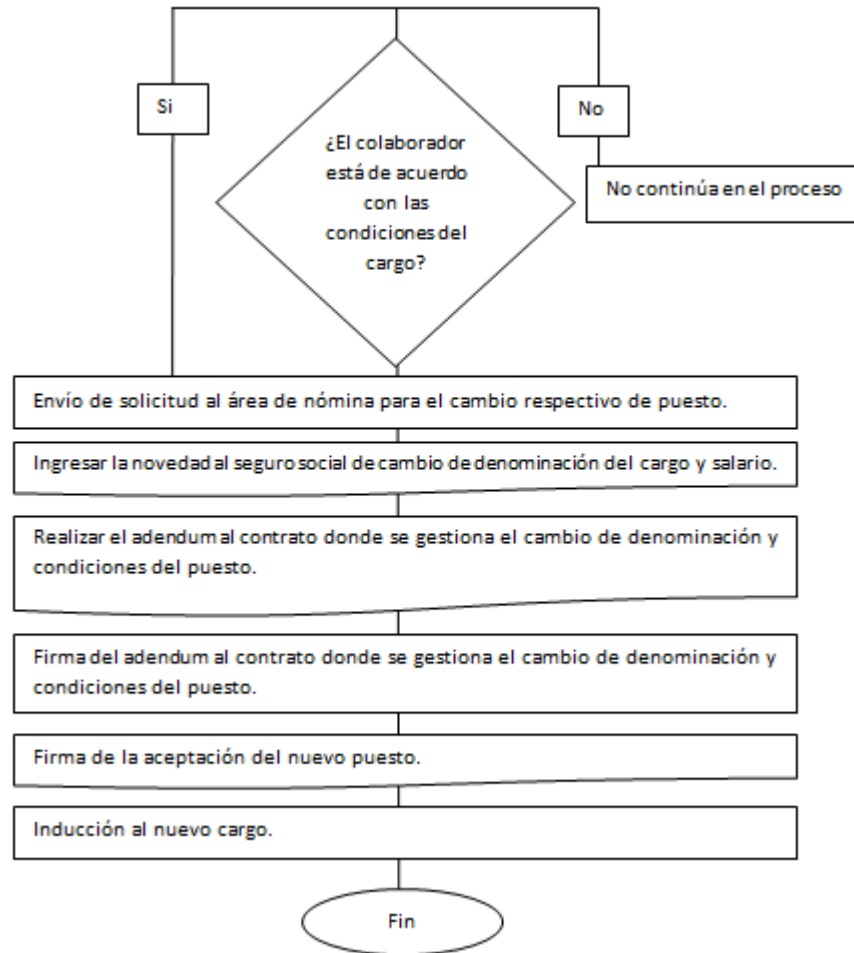 Si
No
¿El colaborador
está de acuerdo
con las
condiciones del
cargo?
No continúa en el proceso
Envío de solicitud al área de nómina para el cambio respectivo de puesto.
Ingresar la novedad al seguro social de cambio de denominación del cargo y salario.
Realizar el adendum al contrato donde se gestiona el cambio de denominación y
condiciones del puesto.
Firma del adendum al contrato donde se gestiona el cambio de denominación y
condiciones del puesto.
Firma de la aceptación del nuevo puesto.
Inducción al nuevo cargo.
Fin